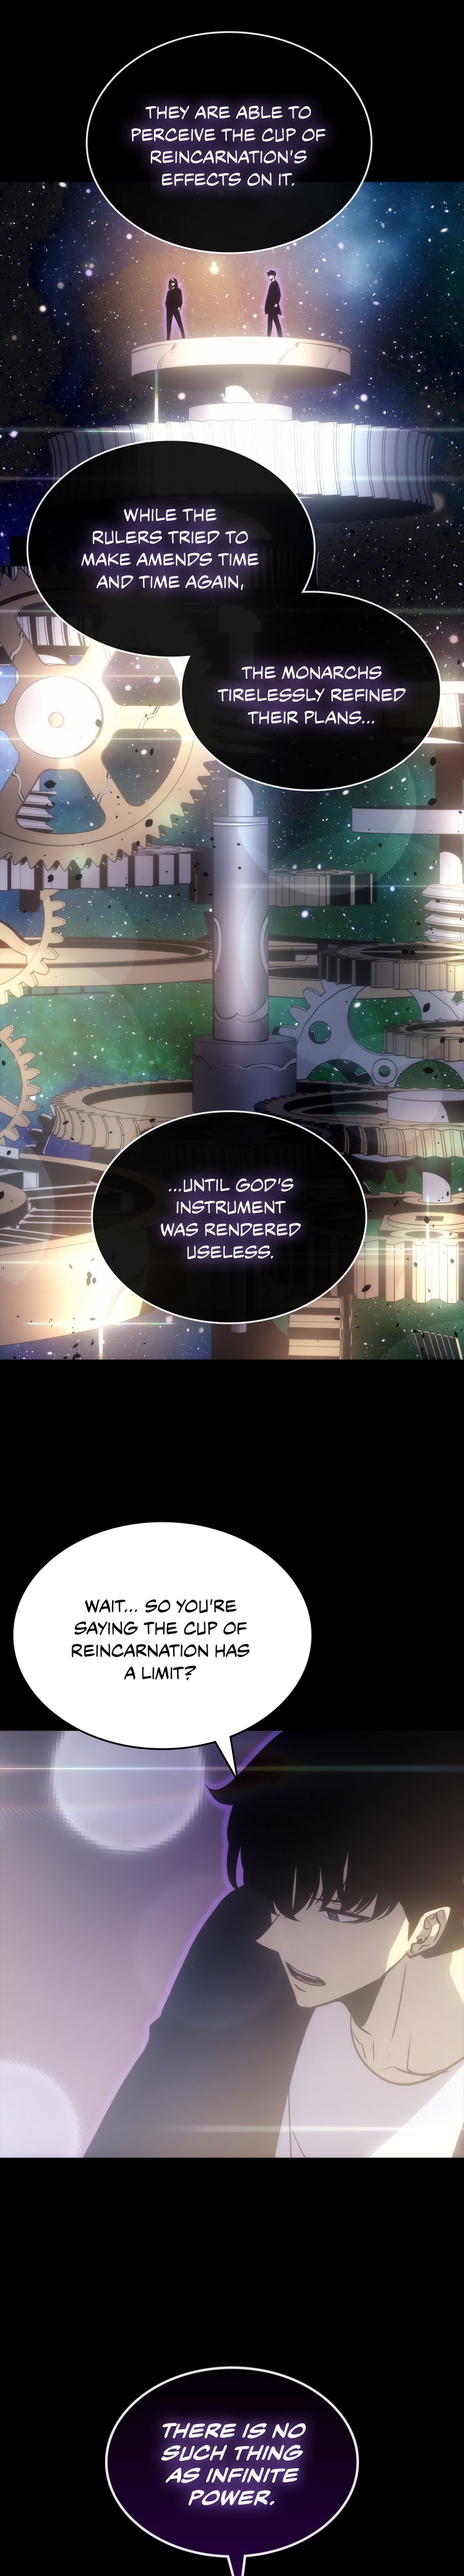 THEY ARE ABLE TO
PERCEIVE THE CUP OF
REINCARNATION'S
EFFECTS ON IT.
WHILE THE
RULERS TRIED TO
MAKE AMENDS TIME
AND TIME AGAIN,
THE MONARCHS
TIRELESSLY REFINED
THEIR PLANS...
...UNTIL GOD'S
INSTRUMENT
WAS RENDERED
USELESS.
WAIT... SO YOU'RE
SAYING THE CUP OF
REINCARNATION HAS
A LIMIT?
THERE IS NO
SUCH THING
AS INFINITE
POWER.